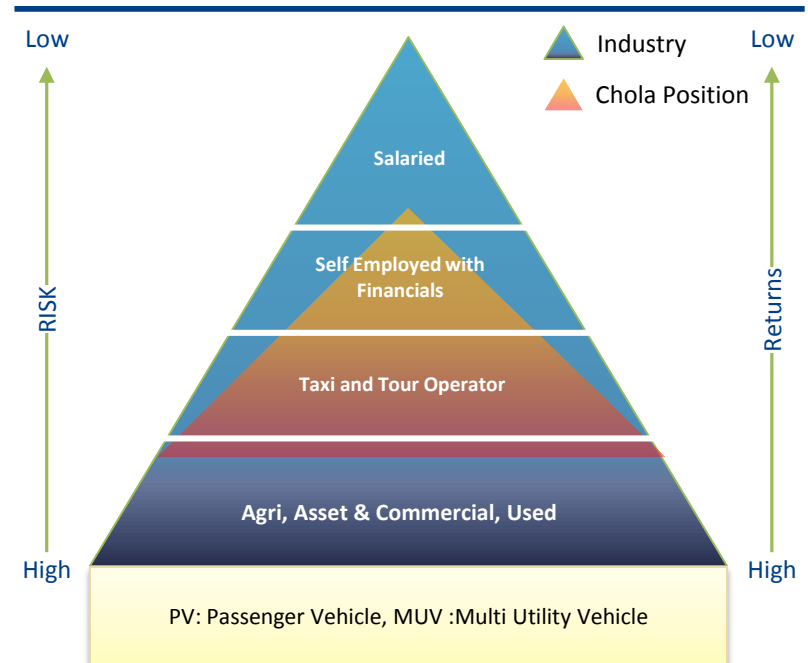 Low
Industry
Low
Chola Position
Salaried
Self Employed with
Financials
RISK
Returns
Taxi and Tour Operator
Agri, Asset & Commercial, Used
High
High
PV: Passenger Vehicle, MUV :Multi Utility Vehicle